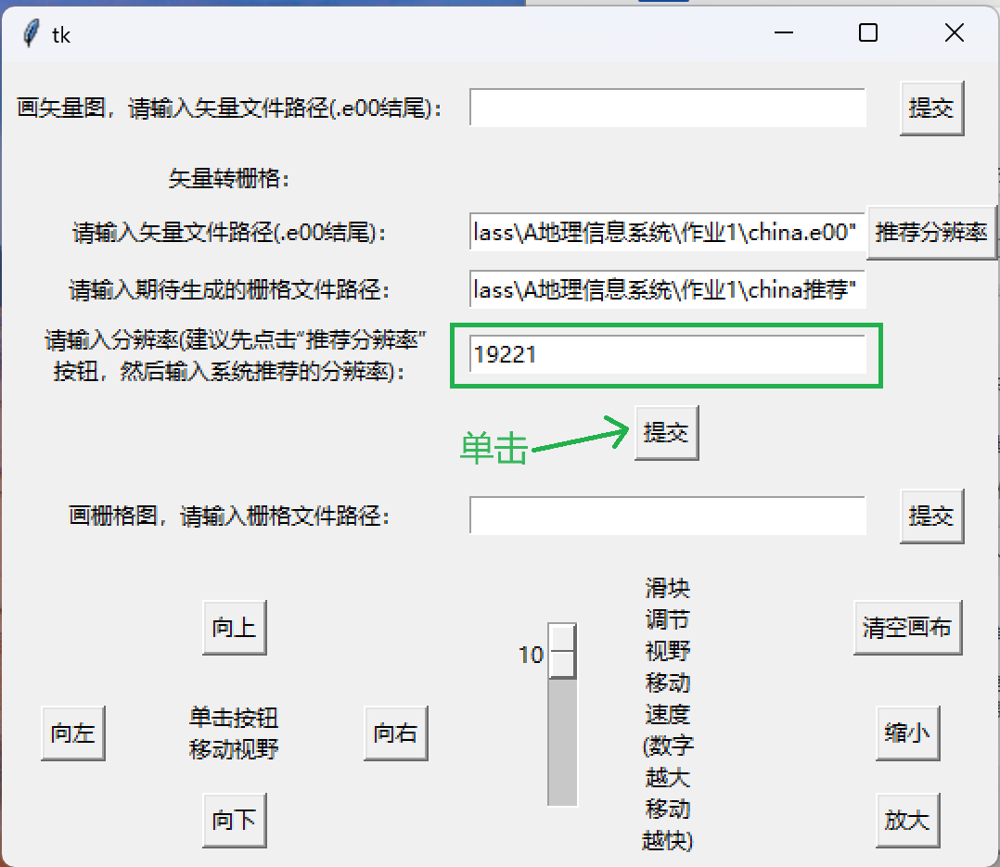 tk
画矢量图，请输入矢量文件路径(.e00结尾)：
提交
矢量转栅格：
请输入矢量文件路径(.e00结尾)：
lass\A地理信息系统\作业1\china.e00"
推荐分辨率
请输入期待生成的栅格文件路径：
lass\A地理信息系统\作业1\china推荐"
请输入分辨率(建议先点击“推荐分辨率”
按钮，然后输入系统推荐的分辨率)：
19221
单击
提交
画栅格图，请输入栅格文件路径：
提交
向上
向左
单击按钮
移动视野
向右
向下
10
滑块
调节
视野
移动
速度
(数字
越大
移动
越快)
清空画布
缩小
放大